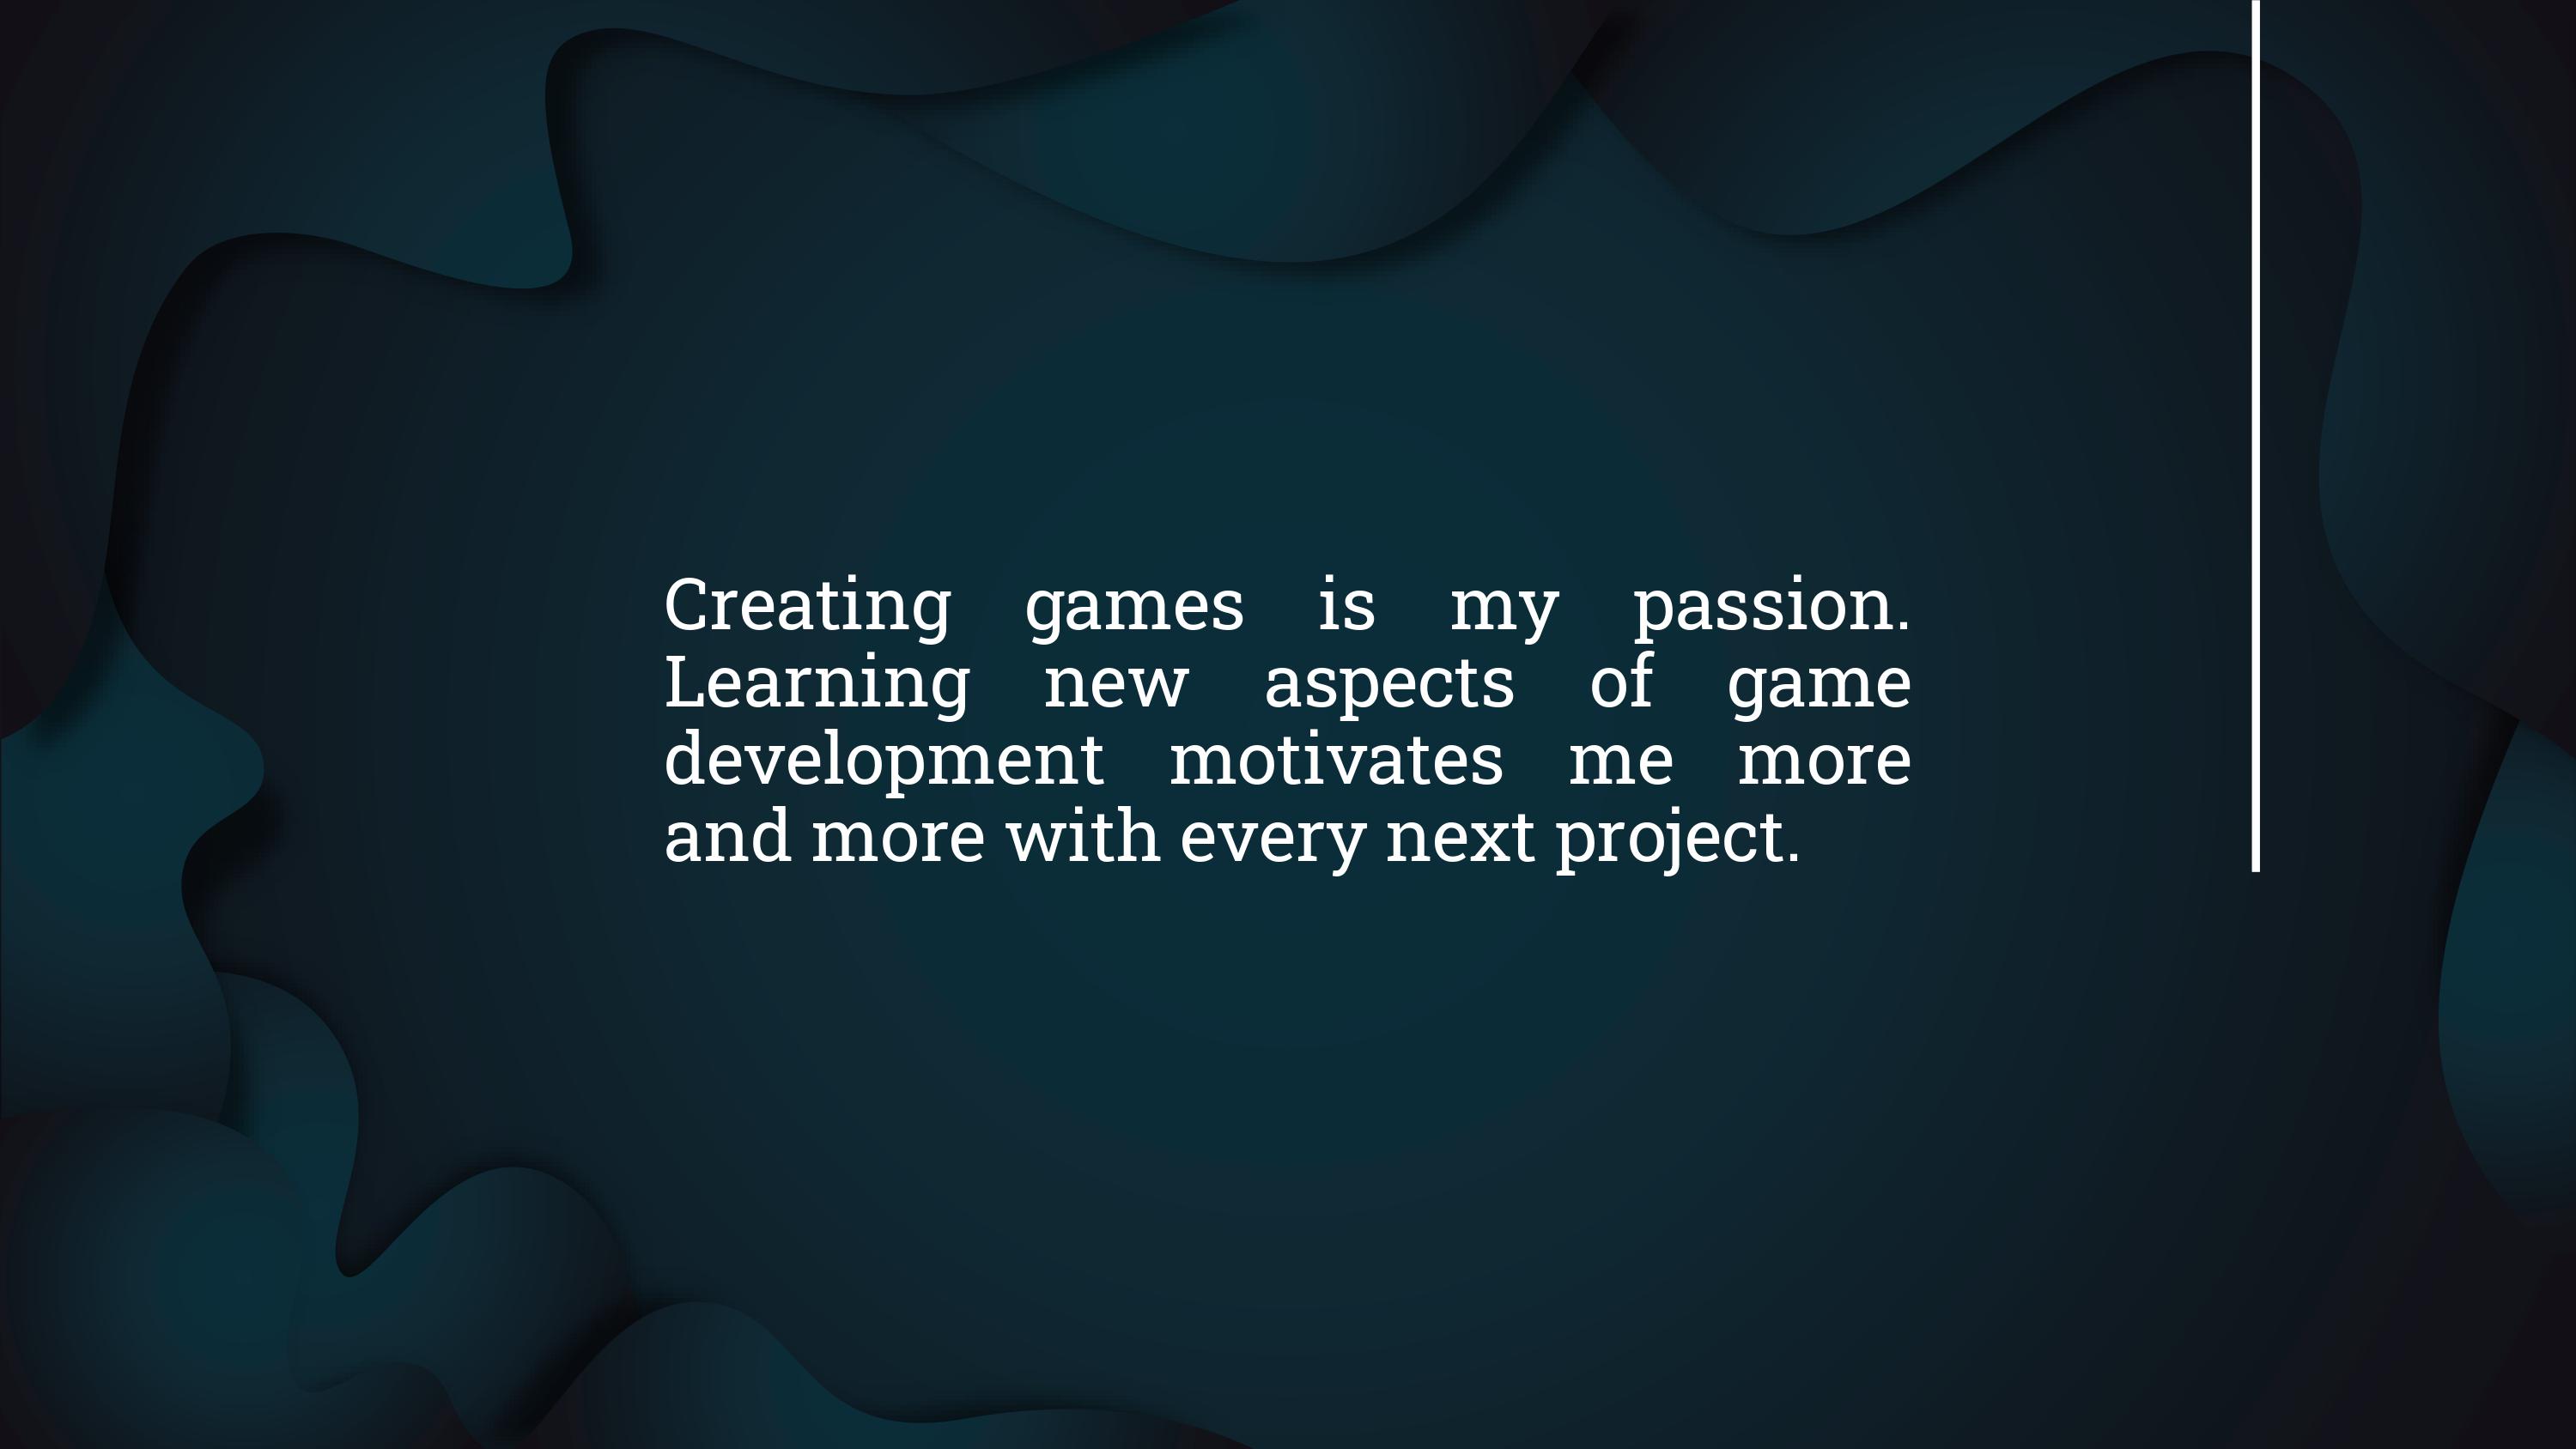 Creating games is my passion.
Learning new aspects of game
development motivates me more
and more with every next project.